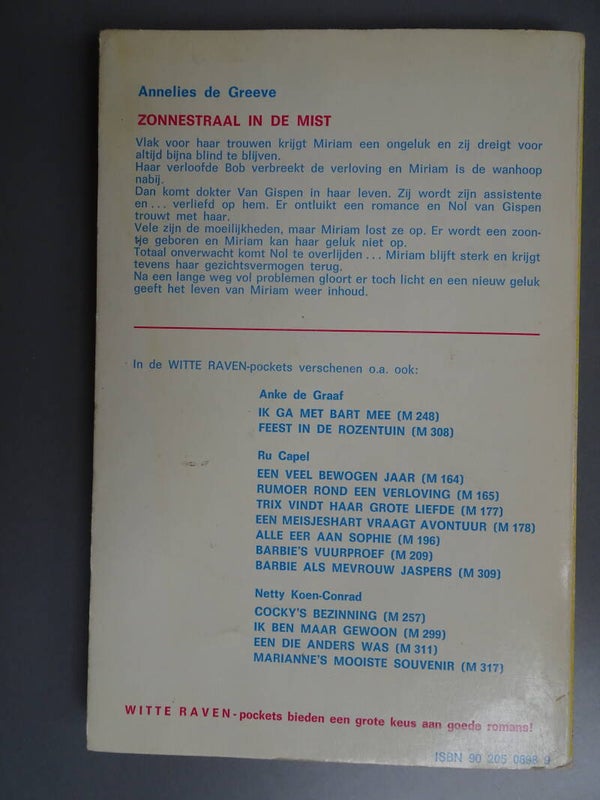 Annelies de Greeve
ZONNESTRAAL IN DE MIST
Vlak voor haar trouwen krijgt Miriam een ongeluk en zij dreigt voor
altijd bijna blind te blijven.
Haar verloofde Bob verbreekt de verloving en Miriam is de wanhoop
nabij.
Dan komt dokter Van Gispen in haar leven. Zij wordt zijn assistente
en... verliefd op hem. Er ontluikt een romance en Nol van Gispen
trouwt met haar.
Vele zijn de moeilijkheden, maar Miriam lost ze op. Er wordt een zoon-
tje geboren en Miriam kan haar geluk niet op.
Totaal onverwacht komt Nol te overlijden... Miriam blijft sterk en krijgt
tevens haar gezichtsvermogen terug.
Na een lange weg vol problemen gloort er toch licht en een nieuw geluk
geeft het leven van Miriam weer inhoud.
In de WITTE RAVEN-pockets verschenen o.a. ook:
Anke de Graaf
IK GA MET BART MEE (M 248)
FEEST IN DE ROZENTUIN (M 308)
Ru Capel
EEN VEEL BEWOGEN JAAR (M 164)
RUMOER ROND EEN VERLOVING (M 165)
TRIX VINDT HAAR GROTE LIEFDE (M 177)
EEN MEISJESHART VRAAGT AVONTUUR (M 178)
ALLE EER AAN SOPHIE (M 196)
BARBIE'S VUURPROEF (M 209)
BARBIE ALS MEVROUW JASPERS (M 309)
Netty Koen-Conrad
COCKY'S BEZINNING (M 257)
IK BEN MAAR GEWOON (M 299)
EEN DIE ANDERS WAS (M 311)
MARIANNE'S MOOISTE SOUVENIR (M 317)
WITTE RAVEN-pockets bieden een grote keus aan goede romans!
ISBN 90 205 0898 9